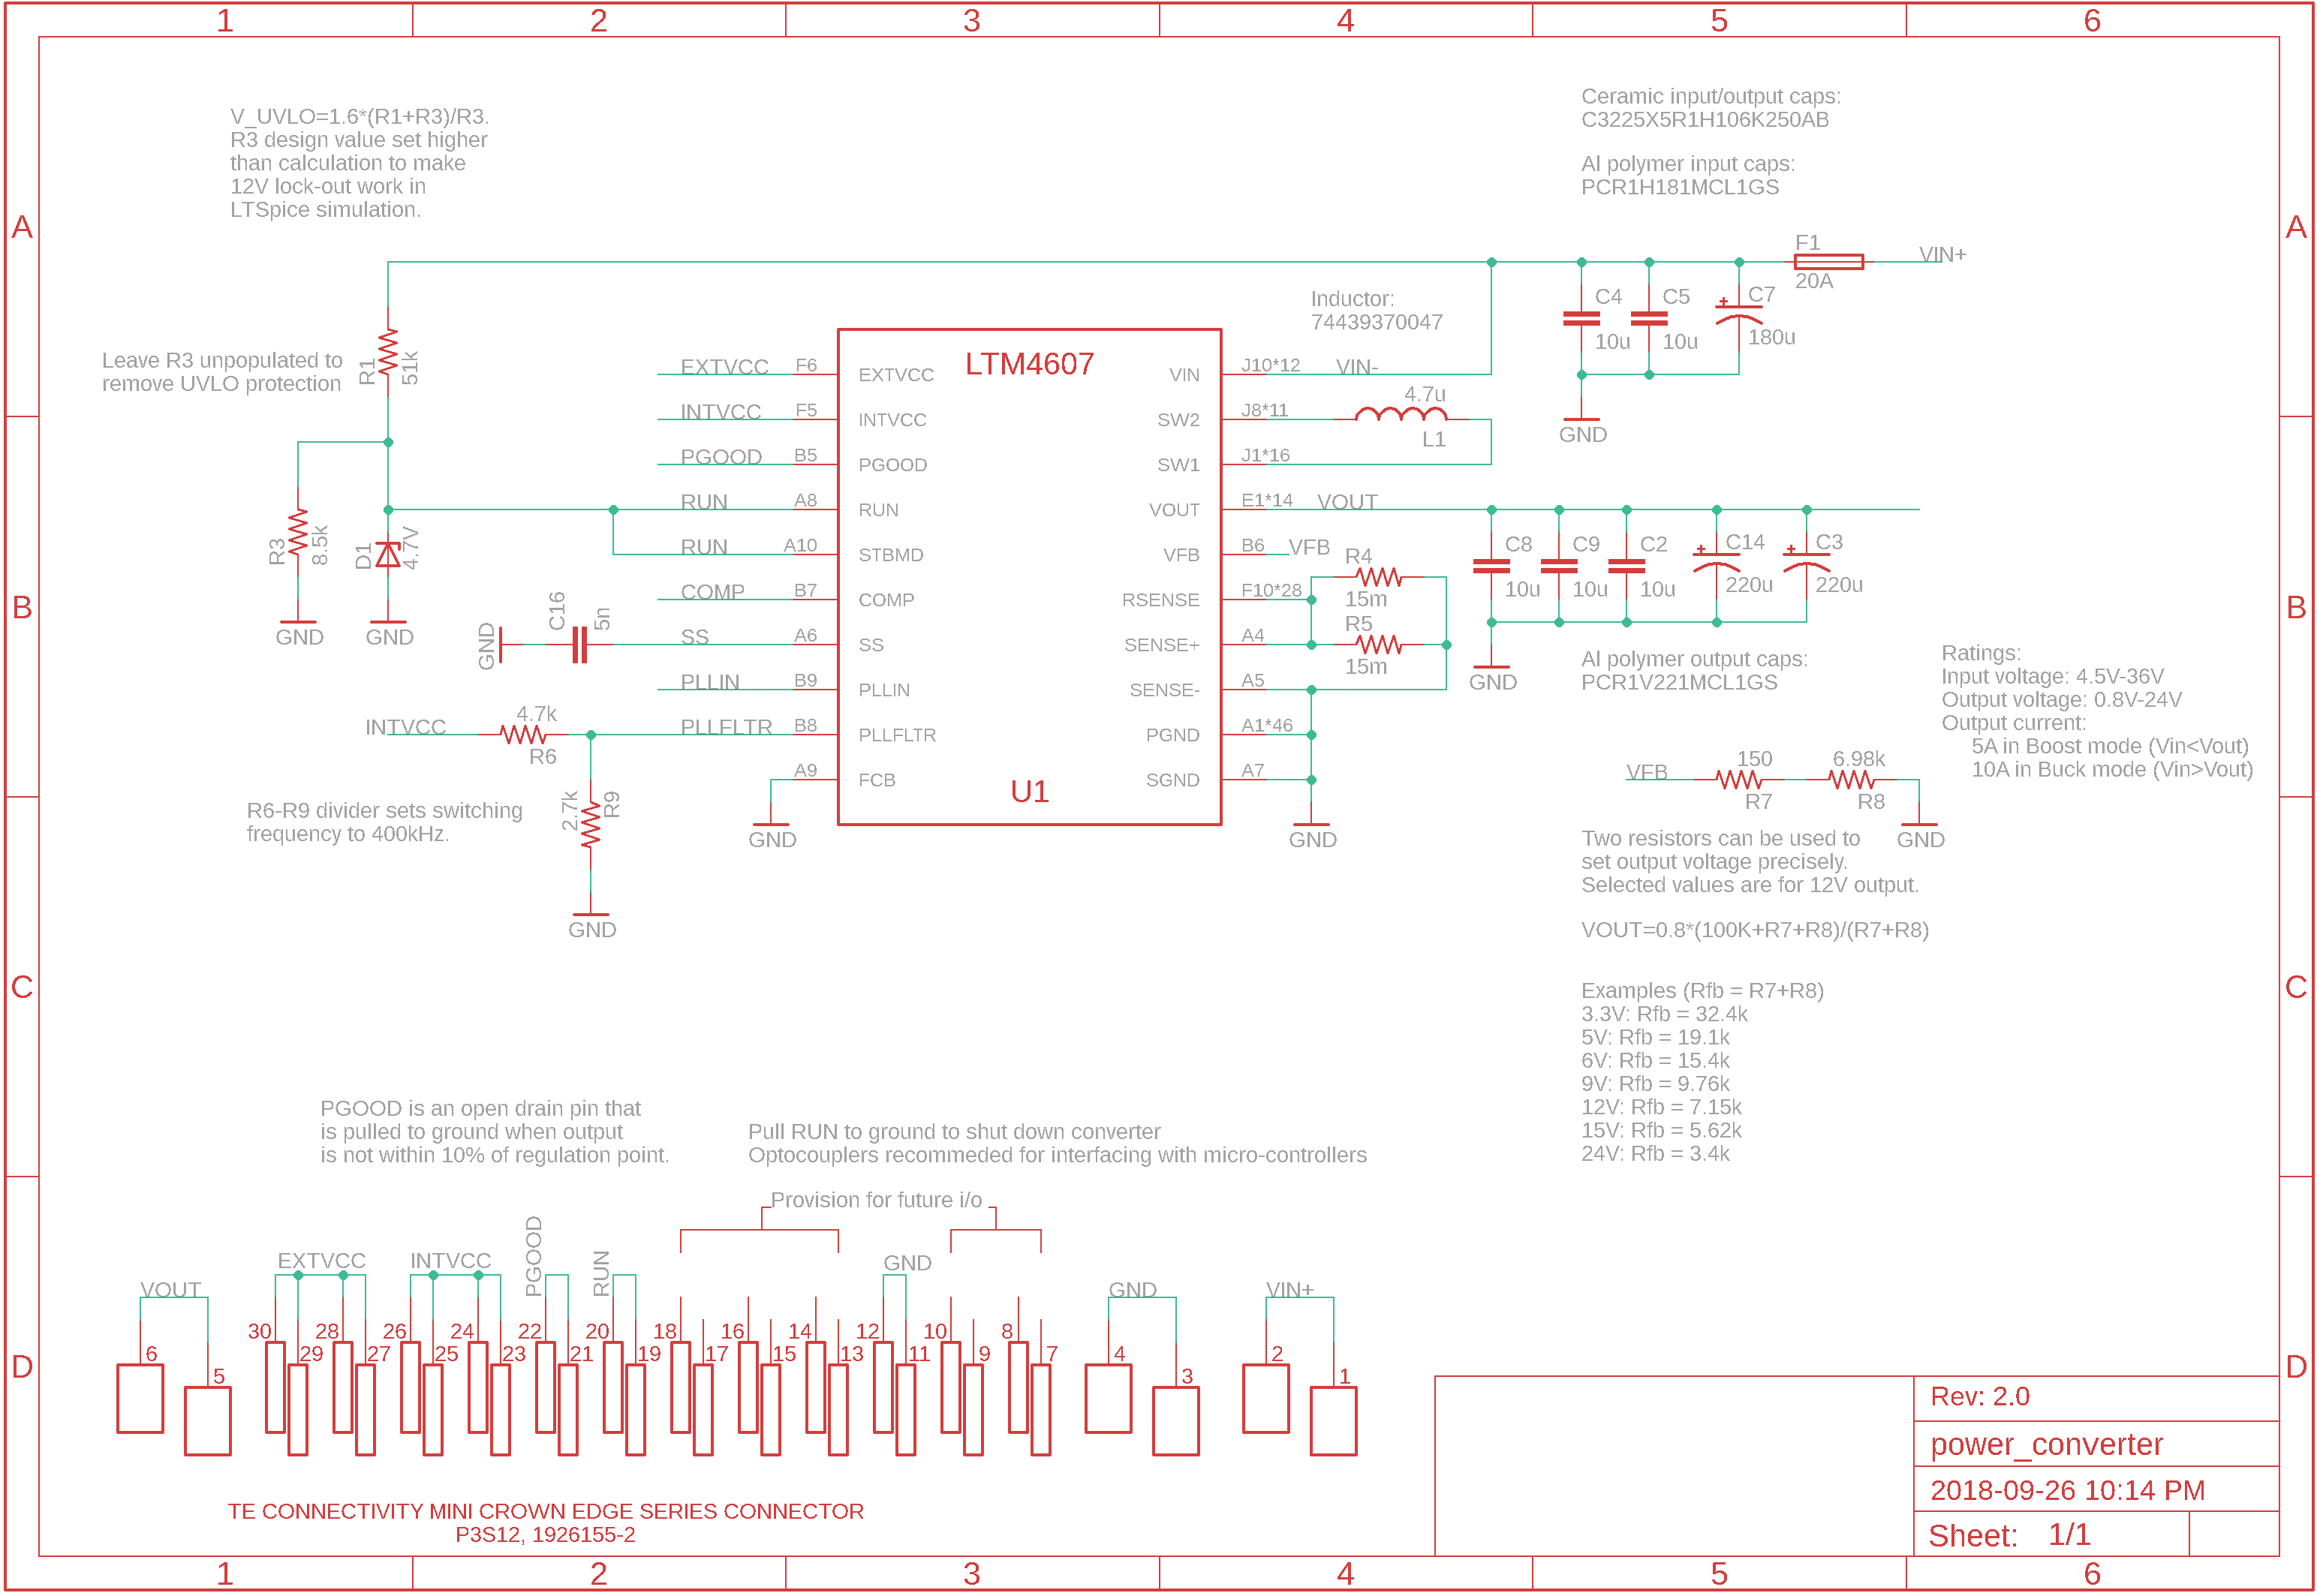 1 2 3 4 5 6
A A
B B
C C
D D
V_UVLO=1.6*(R1+R3)/R3.
R3 design value set higher
than calculation to make
12V lock-out work in
LTSpice simulation.
Ceramic input/output caps:
C3225X5R1H106K250AB
Al polymer input caps:
PCR1H181MCL1GS
F1
20A
VIN+
C4
10u
C5
10u
C7
180u
GND
Inductor:
74439370047
Leave R3 unpopulated to
remove UVLO protection
R1
51k
R3
8.5k
D1
4.7V
GND
GND
LTM4607
U1
EXTVCC F6 EXTVCC
INTVCC F5 INTVCC
PGOOD B5 PGOOD
RUN A8 RUN
RUN A10 STBMD
COMP B7 COMP
SS A6 SS
PLLIN B9 PLLIN
PLLFLTR B8 PLLFLTR
A9 FCB
GND
VIN J10*12 VIN-
SW2 J8*11
SW1 J1*16
VOUT E1*14 VOUT
VFB B6 VFB
RSENSE F10*28
SENSE+ A4
SENSE- A5
PGND A1*46
SGND A7
GND
4.7u
L1
R4
15m
R5
15m
GND
C16
5n
INTVCC
4.7k
R6
2.7k
R9
GND
R6-R9 divider sets switching
frequency to 400kHz.
C8
10u
C9
10u
C2
10u
C14
220u
C3
220u
GND
Al polymer output caps:
PCR1V221MCL1GS
Ratings:
Input voltage: 4.5V-36V
Output voltage: 0.8V-24V
Output current:
5A in Boost mode (Vin<Vout)
10A in Buck mode (Vin>Vout)
VFB
150
R7
6.98k
R8
GND
Two resistors can be used to
set output voltage precisely.
Selected values are for 12V output.
VOUT=0.8*(100K+R7+R8)/(R7+R8)
Examples (Rfb = R7+R8)
3.3V: Rfb = 32.4k
5V: Rfb = 19.1k
6V: Rfb = 15.4k
9V: Rfb = 9.76k
12V: Rfb = 7.15k
15V: Rfb = 5.62k
24V: Rfb = 3.4k
PGOOD is an open drain pin that
is pulled to ground when output
is not within 10% of regulation point.
Pull RUN to ground to shut down converter
Optocouplers recommeded for interfacing with micro-controllers
Provision for future i/o
VOUT EXTVCC INTVCC PGOOD RUN GND GND VIN+
6 5 30 29 28 27 26 25 24 23 22 21 20 19 18 17 16 15 14 13 12 11 10 9 8 7 4 3 2 1
TE CONNECTIVITY MINI CROWN EDGE SERIES CONNECTOR
P3S12, 1926155-2
Rev: 2.0
power_converter
2018-09-26 10:14 PM
Sheet: 1/1
1 2 3 4 5 6